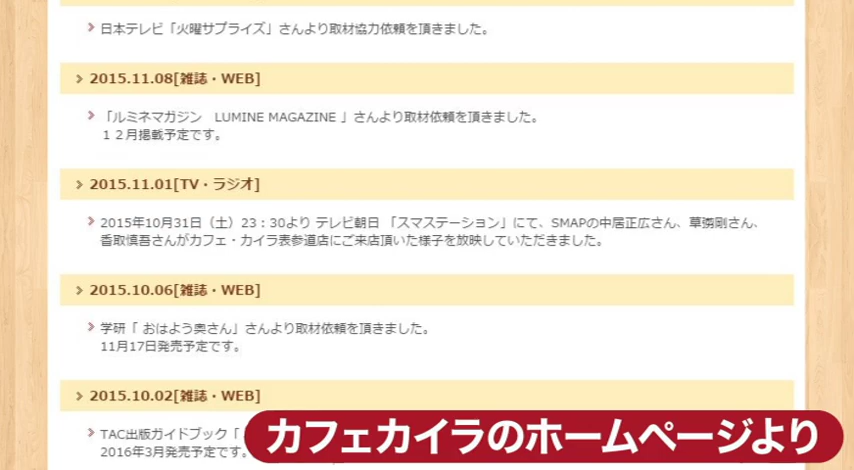 日本テレビ「火曜サプライズ」さんより取材協力依頼を頂きました。
2015.11.08[雑誌・WEB]
「ルミネマガジン　LUMINE MAGAZINE 」さんより取材依頼を頂きました。
１２月掲載予定です。
2015.11.01[TV・ラジオ]
2015年10月31日（土）23：30より テレビ朝日 「スマステーション」にて、SMAPの中居正広さん、草彅剛さん、
香取慎吾さんがカフェ・カイラ表参道店にご来店頂いた様子を放映していただきました。
2015.10.06[雑誌・WEB]
学研「 おはよう奥さん」さんより取材依頼を頂きました。
11月17日発売予定です。
2015.10.02[雑誌・WEB]
TAC出版ガイドブック「
2016年3月発売予定です。
カフェカイラのホームページより